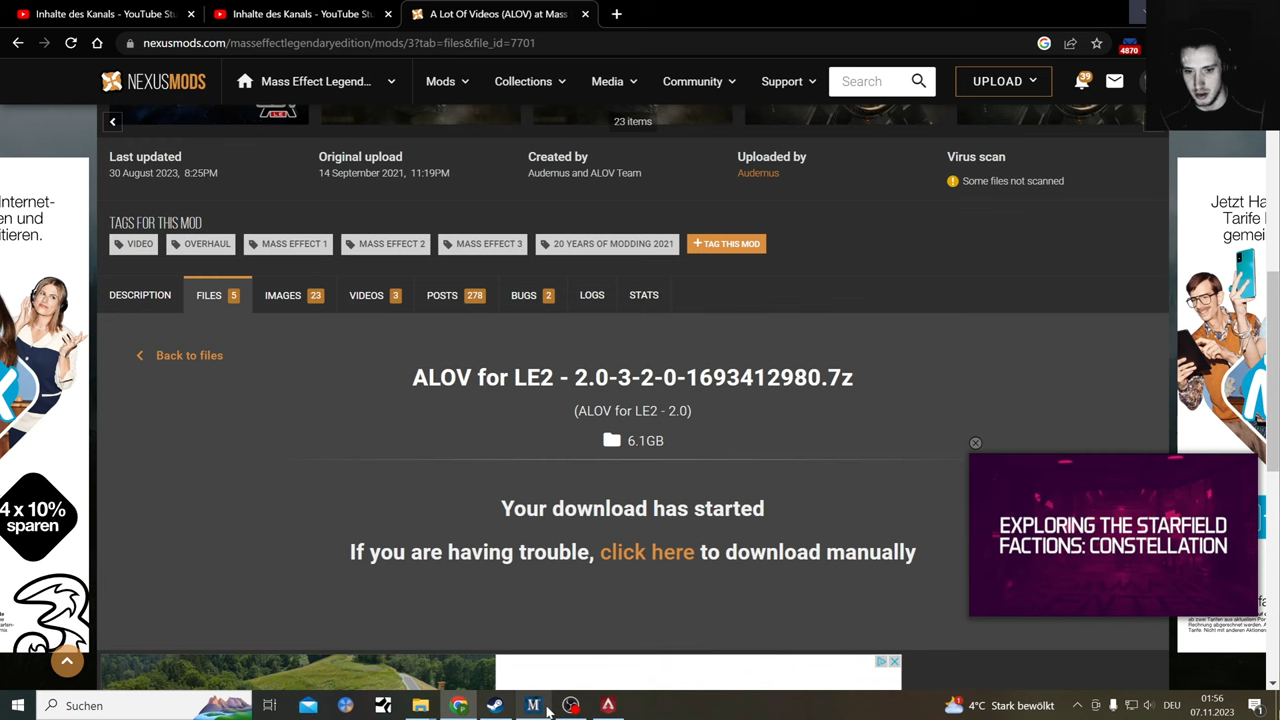 Inhalte des Kanals - YouTube St
Inhalte des Kanals - YouTube St
A Lot Of Videos (ALOV) at Mass
nexusmods.com/masseffectlegendaryedition/mods/3?tab=files&file_id=7701
4870
NEXUSMODS
Mass Effect Legend...
Mods
Collections
Media
Community
Support
Search
UPLOAD
39
23 items
Last updated
30 August 2023, 8:25PM
Original upload
14 September 2021, 11:19PM
Created by
Audemus and ALOV Team
Uploaded by
Audemus
Virus scan
Some files not scanned
TAGS FOR THIS MOD
VIDEO
OVERHAUL
MASS EFFECT 1
MASS EFFECT 2
MASS EFFECT 3
20 YEARS OF MODDING 2021
+ TAG THIS MOD
DESCRIPTION
FILES 5
IMAGES 23
VIDEOS 3
POSTS 278
BUGS 2
LOGS
STATS
Back to files
ALOV for LE2 - 2.0-3-2-0-1693412980.7z
(ALOV for LE2 - 2.0)
6.1GB
Your download has started
If you are having trouble, click here to download manually
EXPLORING THE STARFIELD
FACTIONS: CONSTELLATION
Internet-
en und
itieren.
4 x 10%
sparen
Jetzt Ha
Tarife
gemei
Suchen
4°C Stark bewölkt
DEU
01:56
07.11.2023